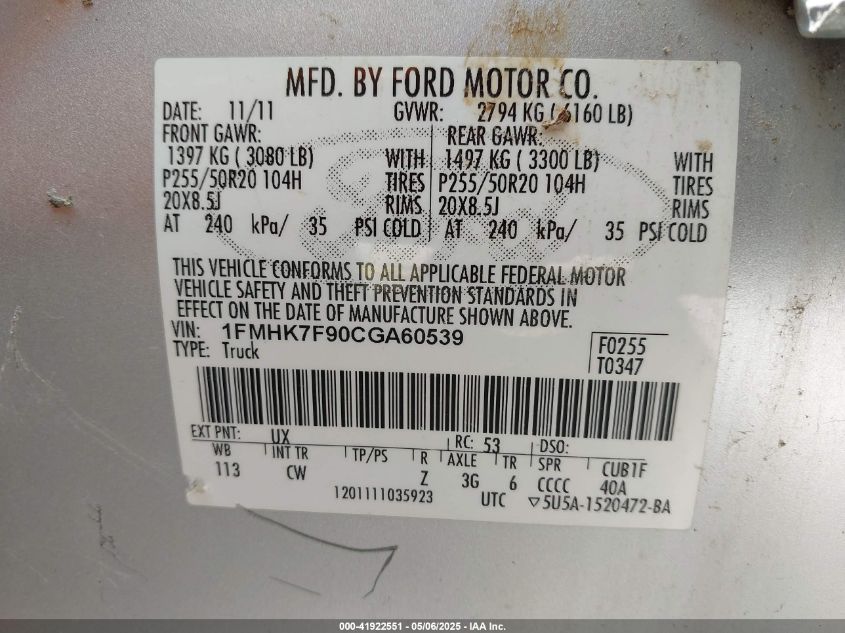 MFD. BY FORD MOTOR CO.
DATE: 11/11 GVWR: 2794 KG ( 6160 LB)
FRONT GAWR: REAR GAWR:
1397 KG ( 3080 LB) WITH 1497 KG ( 3300 LB) WITH
P255/50R20 104H TIRES P255/50R20 104H TIRES
20X8.5J RIMS 20X8.5J RIMS
AT 240 kPa/ 35 PSI COLD AT 240 kPa/ 35 PSI COLD
THIS VEHICLE CONFORMS TO ALL APPLICABLE FEDERAL MOTOR
VEHICLE SAFETY AND THEFT PREVENTION STANDARDS IN
EFFECT ON THE DATE OF MANUFACTURE SHOWN ABOVE.
VIN: 1FMHK7F90CGA60539
TYPE: Truck
F0255
T0347
EXT PNT: UX RC: 53 DSO:
WB INT TR TP/PS R AXLE TR SPR CUB1F
113 CW Z 3G 6 CCCC 40A
1201111035923 UTC ▽5U5A-1520472-BA
000-41922551 — 05/06/2025 — IAA Inc.